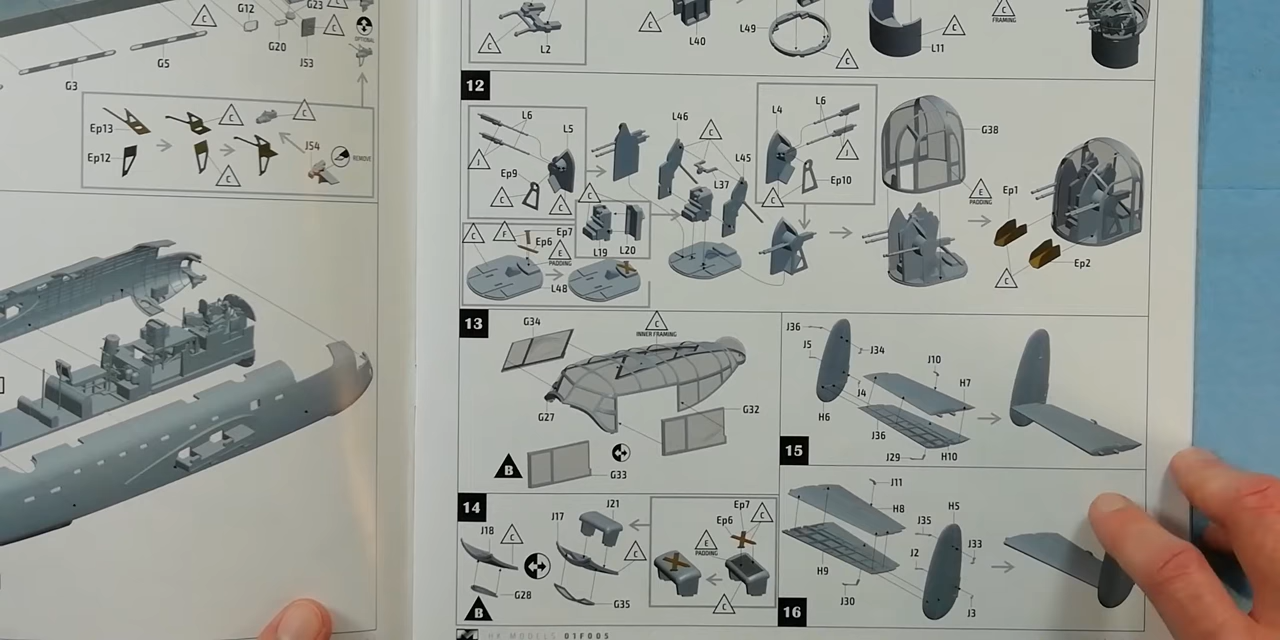 G12
G23
C
G20
J53
C
OPTIONAL
G5
G3
Ep13
Ep12
C
C
C
J54
REMOVE
C
L2
C
L40
L49
C
C
L11
C
FRAMING
12
L6
L5
Ep9
C
C
J
C
F
Ep6
Ep7
E
PADDING
L48
C
L19
L20
L46
C
L45
L37
L4
L6
J
C
Ep10
G38
E
PADDING
Ep1
Ep2
C
13
G34
C
INNER FRAMING
G27
G32
B
G33
14
J18
C
G28
B
J17
J21
C
G35
Ep7
C
Ep6
E
PADDING
C
J36
J5
J34
J10
H7
J4
H6
J36
J29
H10
15
J11
H8
H5
J35
J33
J2
H9
J30
J3
16
HK MODELS 01F005